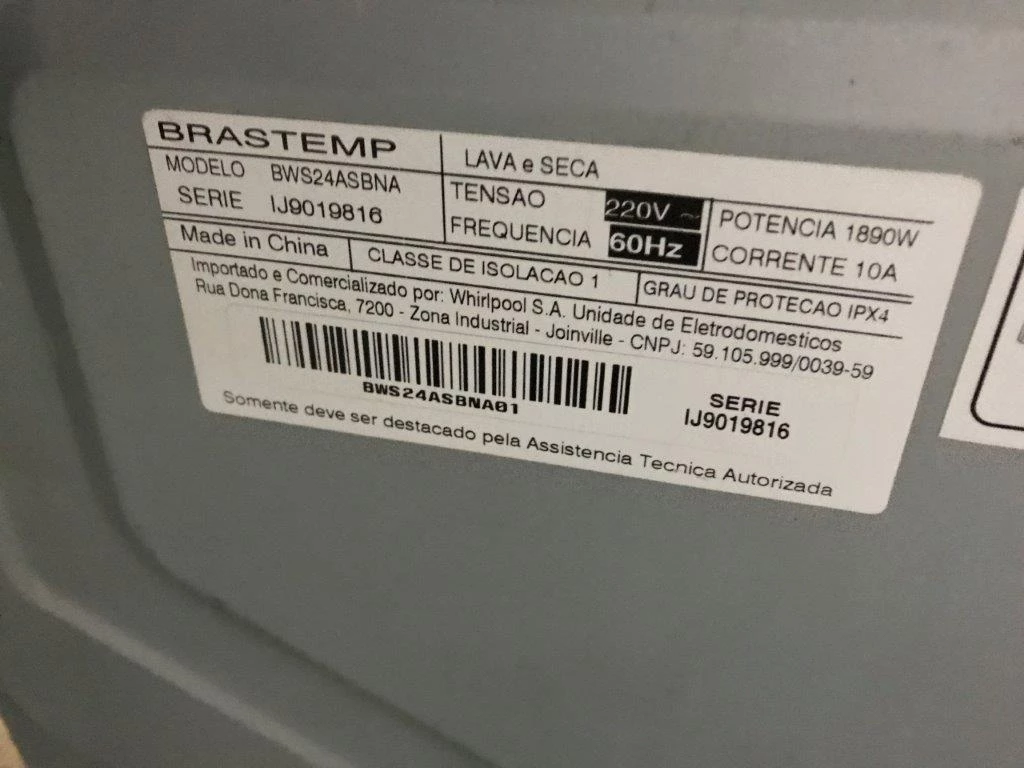 BRASTEMP
LAVA e SECA
MODELO BWS24ASBNA
SERIE IJ9019816
TENSAO 220V ~
FREQUENCIA 60Hz
POTENCIA 1890W
CORRENTE 10A
Made in China
CLASSE DE ISOLACAO 1
GRAU DE PROTECAO IPX4
Importado e Comercializado por: Whirlpool S.A. Unidade de Eletrodomesticos
Rua Dona Francisca, 7200 - Zona Industrial - Joinville - CNPJ: 59.105.999/0039-59
BWS24ASBNA01
SERIE
IJ9019816
Somente deve ser destacado pela Assistencia Tecnica Autorizada